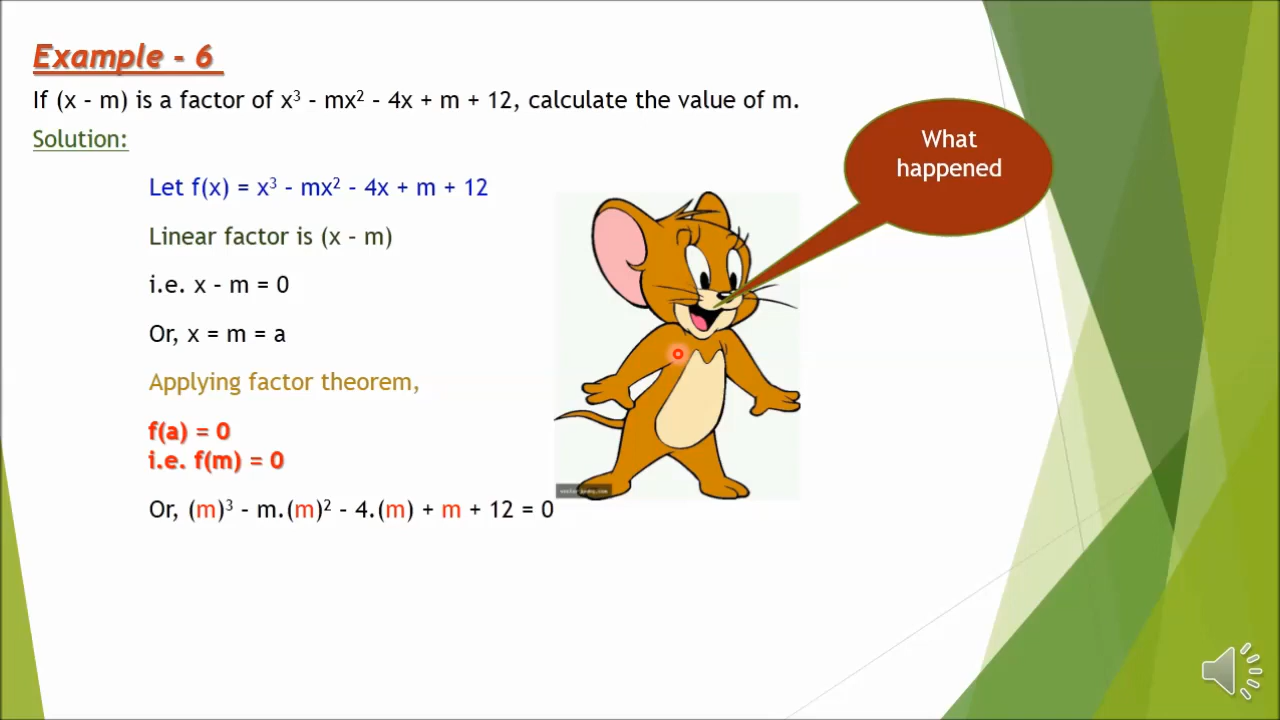 Example - 6
If (x - m) is a factor of x³ - mx² - 4x + m + 12, calculate the value of m.
Solution:
What
happened
Let f(x) = x³ - mx² - 4x + m + 12
Linear factor is (x - m)
i.e. x - m = 0
Or, x = m = a
Applying factor theorem,
f(a) = 0
i.e. f(m) = 0
Or, (m)³ - m.(m)² - 4.(m) + m + 12 = 0